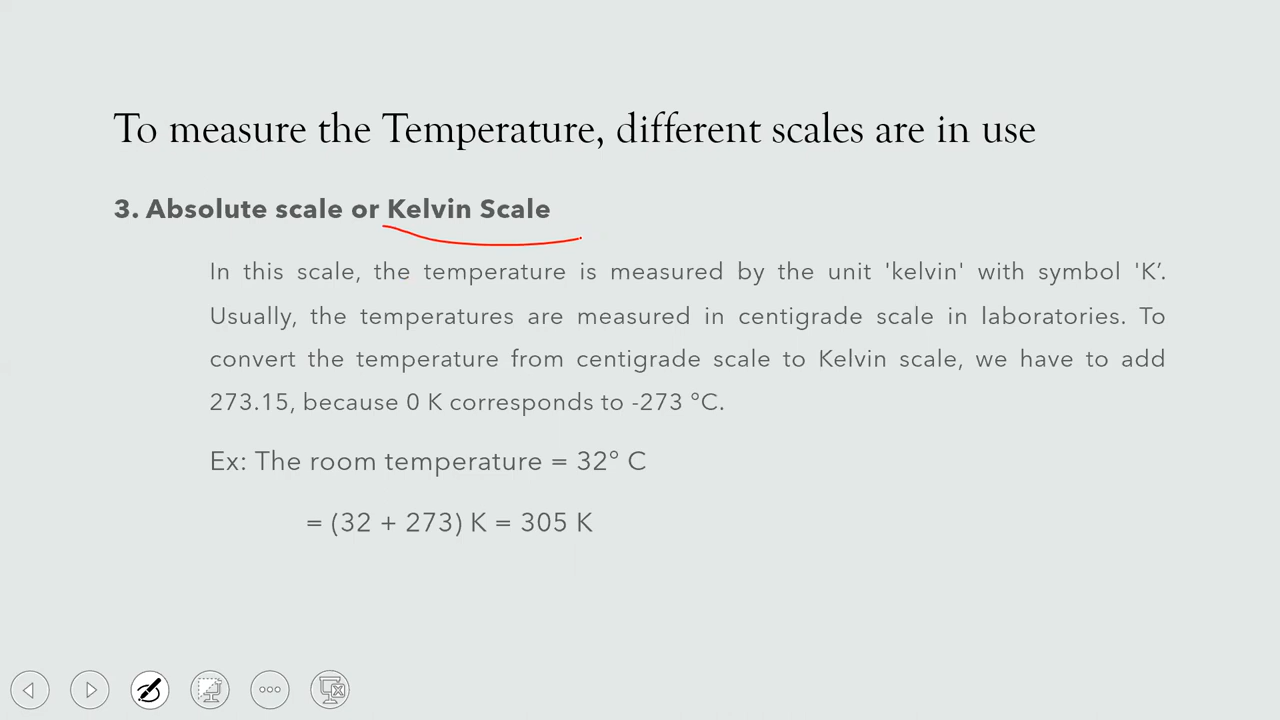 To measure the Temperature, different scales are in use
3. Absolute scale or Kelvin Scale
In this scale, the temperature is measured by the unit 'kelvin' with symbol 'K’.
Usually, the temperatures are measured in centigrade scale in laboratories. To
convert the temperature from centigrade scale to Kelvin scale, we have to add
273.15, because 0 K corresponds to -273 °C.
Ex: The room temperature = 32° C
= (32 + 273) K = 305 K